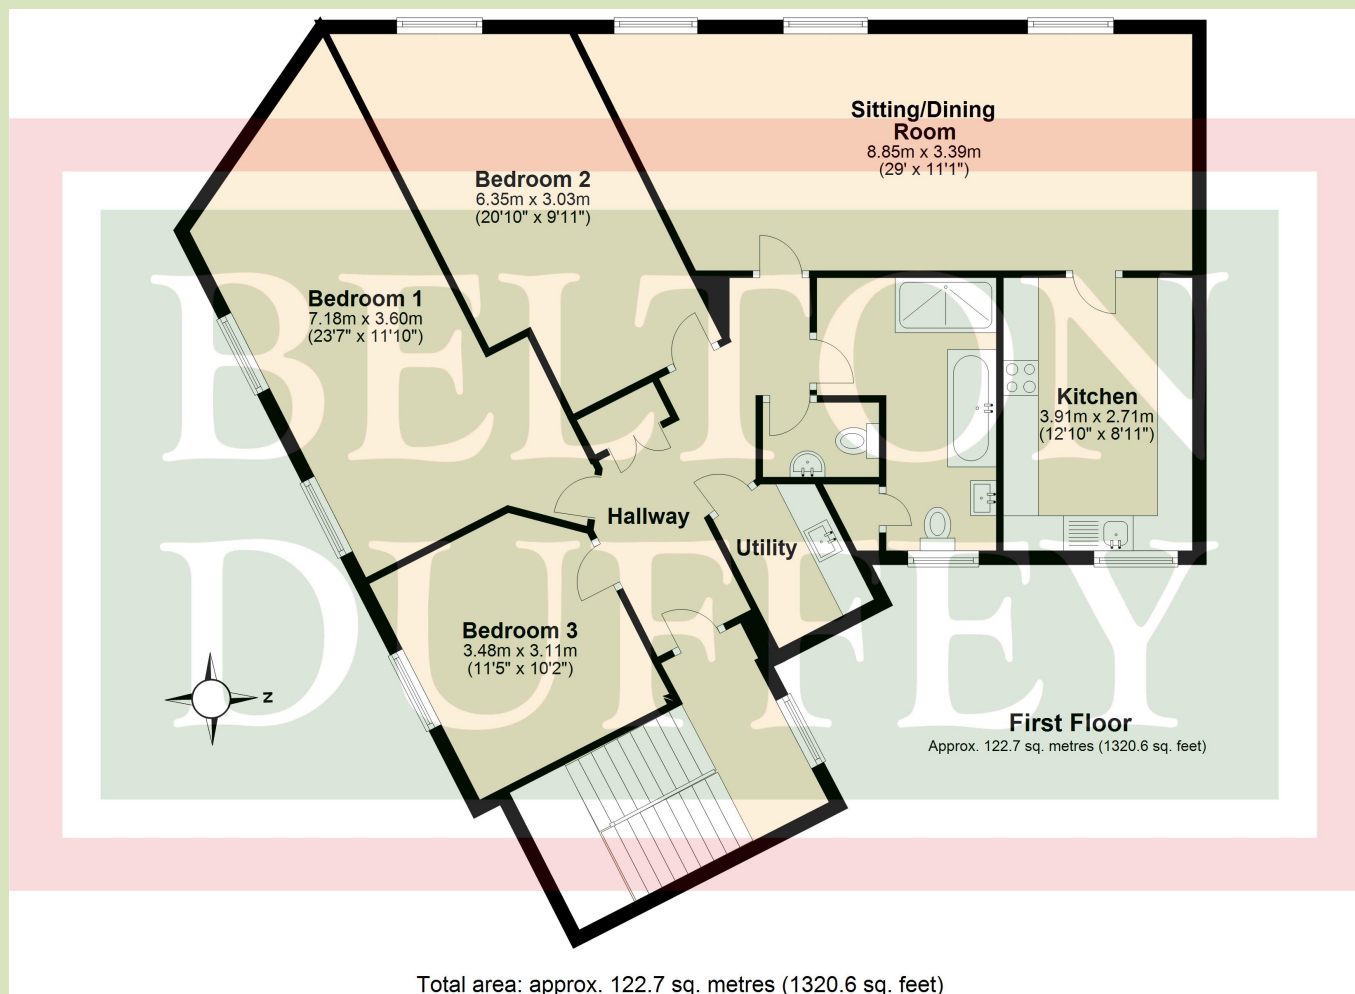 Sitting/Dining
Room
8.85m x 3.39m
(29' x 11'1")
Bedroom 2
6.35m x 3.03m
(20'10" x 9'11")
Bedroom 1
7.18m x 3.60m
(23'7" x 11'10")
Kitchen
3.91m x 2.71m
(12'10" x 8'11")
Hallway
Utility
Bedroom 3
3.48m x 3.11m
(11'5" x 10'2")
Z
First Floor
Approx. 122.7 sq. metres (1320.6 sq. feet)
BELTON
DUFFEY
Total area: approx. 122.7 sq. metres (1320.6 sq. feet)